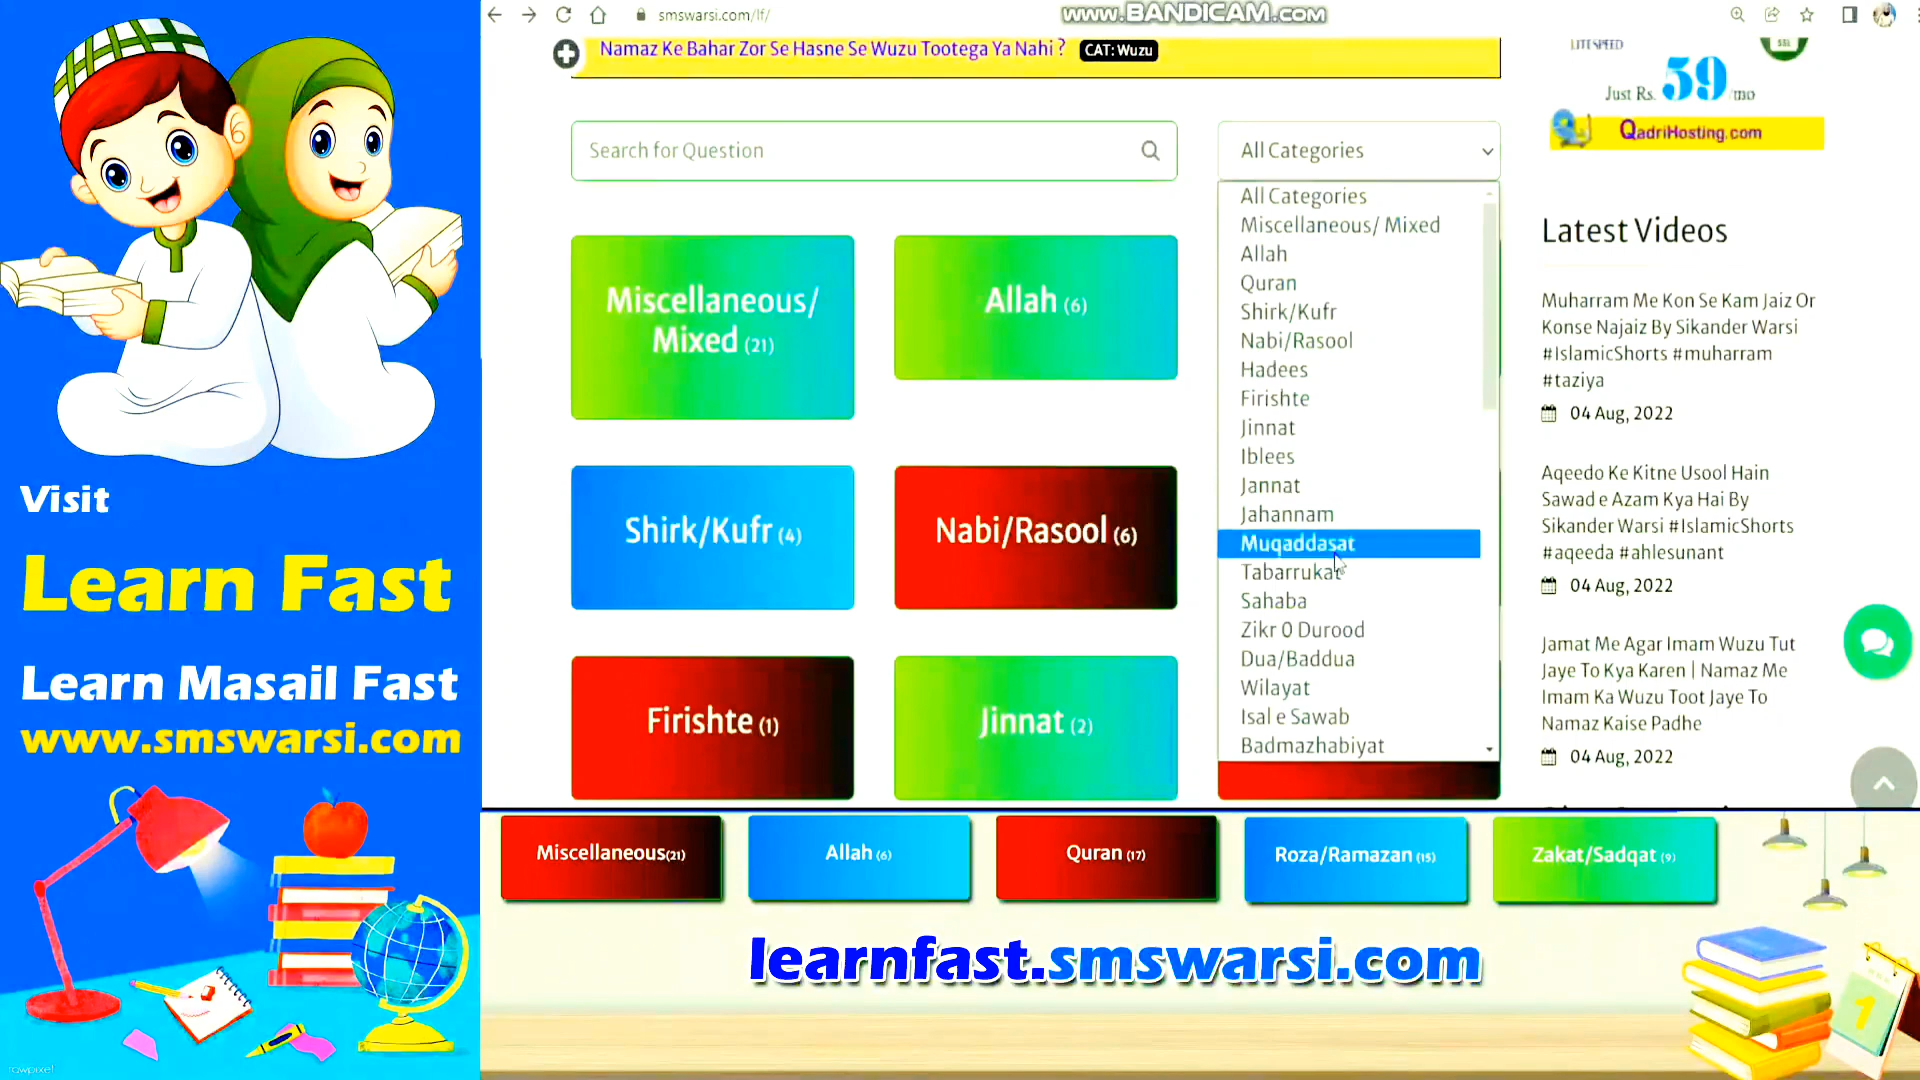 smswarsi.com/lf/
www.BANDICAM.com
Namaz Ke Bahar Zor Se Hasne Se Wuzu Tootega Ya Nahi ? CAT: Wuzu
LITESPEED
SSL
Just Rs. 59 /mo
QadriHosting.com
Search for Question
All Categories
All Categories
Miscellaneous/ Mixed
Allah
Quran
Shirk/Kufr
Nabi/Rasool
Hadees
Firishte
Jinnat
Iblees
Jannat
Jahannam
Muqaddasat
Tabarrukat
Sahaba
Zikr O Durood
Dua/Baddua
Wilayat
Isal e Sawab
Badmazhabiyat
Miscellaneous/
Mixed (21)
Allah (6)
Shirk/Kufr (4)
Nabi/Rasool (6)
Firishte (1)
Jinnat (2)
Latest Videos
Muharram Me Kon Se Kam Jaiz Or
Konse Najaiz By Sikander Warsi
#IslamicShorts #muharram
#taziya
04 Aug, 2022
Aqeedo Ke Kitne Usool Hain
Sawad e Azam Kya Hai By
Sikander Warsi #IslamicShorts
#aqeeda #ahlesunant
04 Aug, 2022
Jamat Me Agar Imam Wuzu Tut
Jaye To Kya Karen | Namaz Me
Imam Ka Wuzu Toot Jaye To
Namaz Kaise Padhe
04 Aug, 2022
Visit
Learn Fast
Learn Masail Fast
www.smswarsi.com
Miscellaneous(21)
Allah (6)
Quran (17)
Roza/Ramazan (15)
Zakat/Sadqat (9)
learnfast.smswarsi.com
1
rawpixel